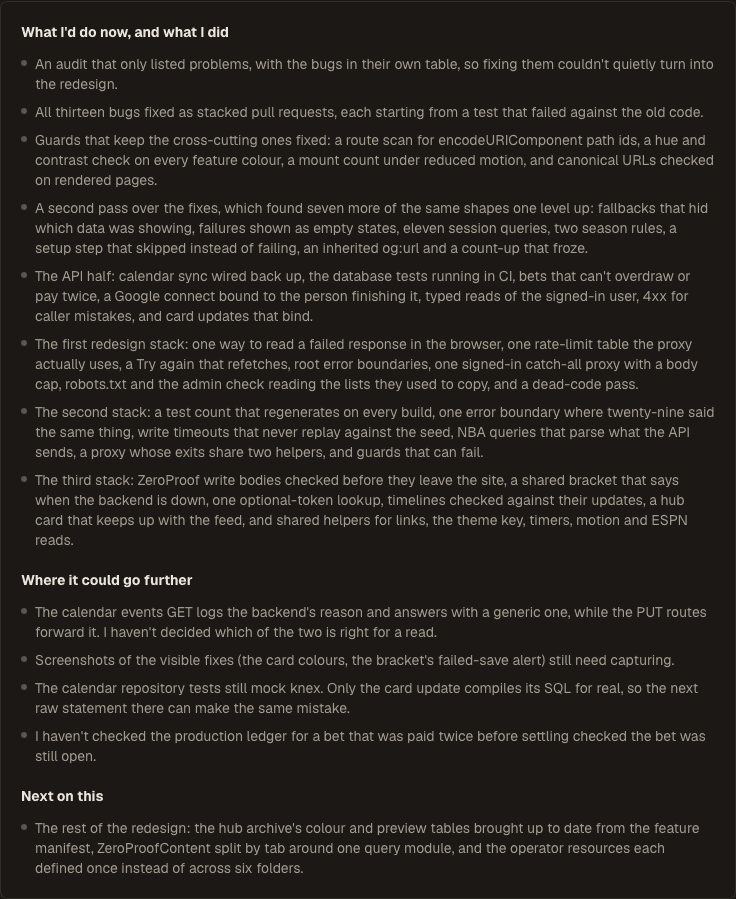 What I'd do now, and what I did
An audit that only listed problems, with the bugs in their own table, so fixing them couldn't quietly turn into
the redesign.
All thirteen bugs fixed as stacked pull requests, each starting from a test that failed against the old code.
Guards that keep the cross-cutting ones fixed: a route scan for encodeURIComponent path ids, a hue and
contrast check on every feature colour, a mount count under reduced motion, and canonical URLs checked
on rendered pages.
A second pass over the fixes, which found seven more of the same shapes one level up: fallbacks that hid
which data was showing, failures shown as empty states, eleven session queries, two season rules, a
setup step that skipped instead of failing, an inherited og:url and a count-up that froze.
The API half: calendar sync wired back up, the database tests running in CI, bets that can't overdraw or
pay twice, a Google connect bound to the person finishing it, typed reads of the signed-in user, 4xx for
caller mistakes, and card updates that bind.
The first redesign stack: one way to read a failed response in the browser, one rate-limit table the proxy
actually uses, a Try again that refetches, root error boundaries, one signed-in catch-all proxy with a body
cap, robots.txt and the admin check reading the lists they used to copy, and a dead-code pass.
The second stack: a test count that regenerates on every build, one error boundary where twenty-nine said
the same thing, write timeouts that never replay against the seed, NBA queries that parse what the API
sends, a proxy whose exits share two helpers, and guards that can fail.
The third stack: ZeroProof write bodies checked before they leave the site, a shared bracket that says
when the backend is down, one optional-token lookup, timelines checked against their updates, a hub
card that keeps up with the feed, and shared helpers for links, the theme key, timers, motion and ESPN
reads.
Where it could go further
The calendar events GET logs the backend's reason and answers with a generic one, while the PUT routes
forward it. I haven't decided which of the two is right for a read.
Screenshots of the visible fixes (the card colours, the bracket's failed-save alert) still need capturing.
The calendar repository tests still mock knex. Only the card update compiles its SQL for real, so the next
raw statement there can make the same mistake.
I haven't checked the production ledger for a bet that was paid twice before settling checked the bet was
still open.
Next on this
The rest of the redesign: the hub archive's colour and preview tables brought up to date from the feature
manifest, ZeroProofContent split by tab around one query module, and the operator resources each
defined once instead of across six folders.